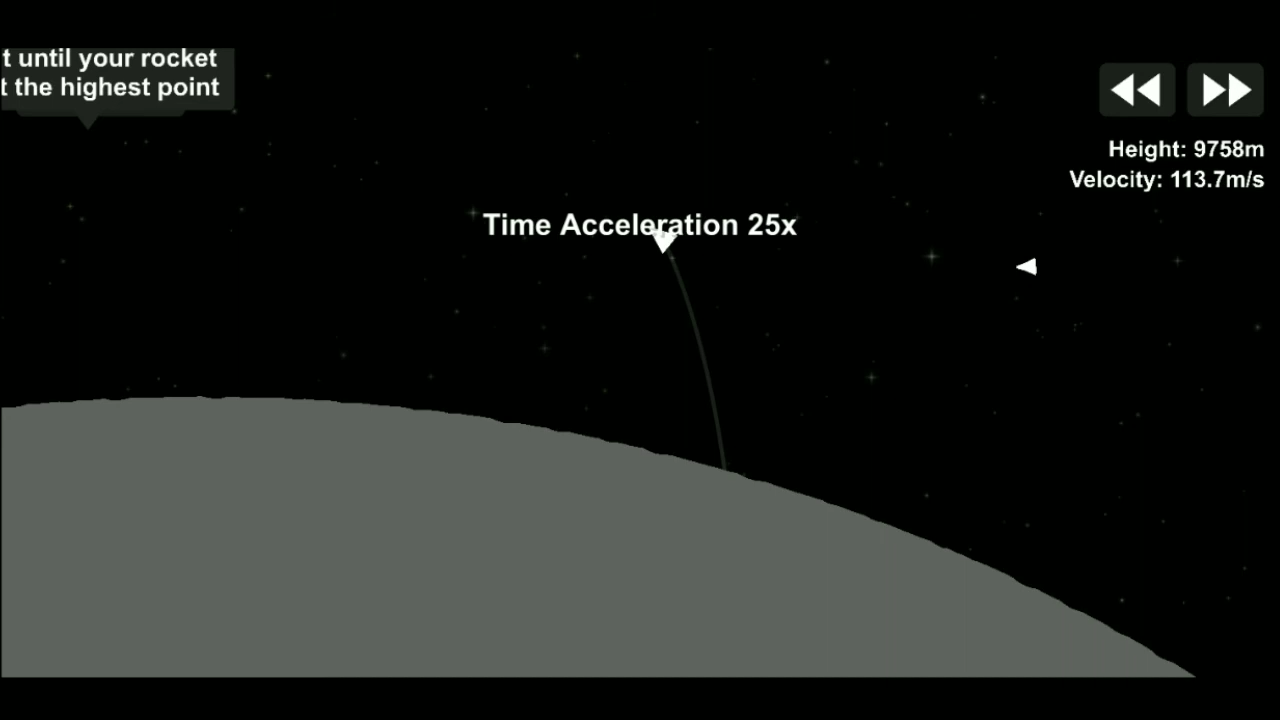 t until your rocket
t the highest point
Height: 9758m
Velocity: 113.7m/s
Time Acceleration 25x